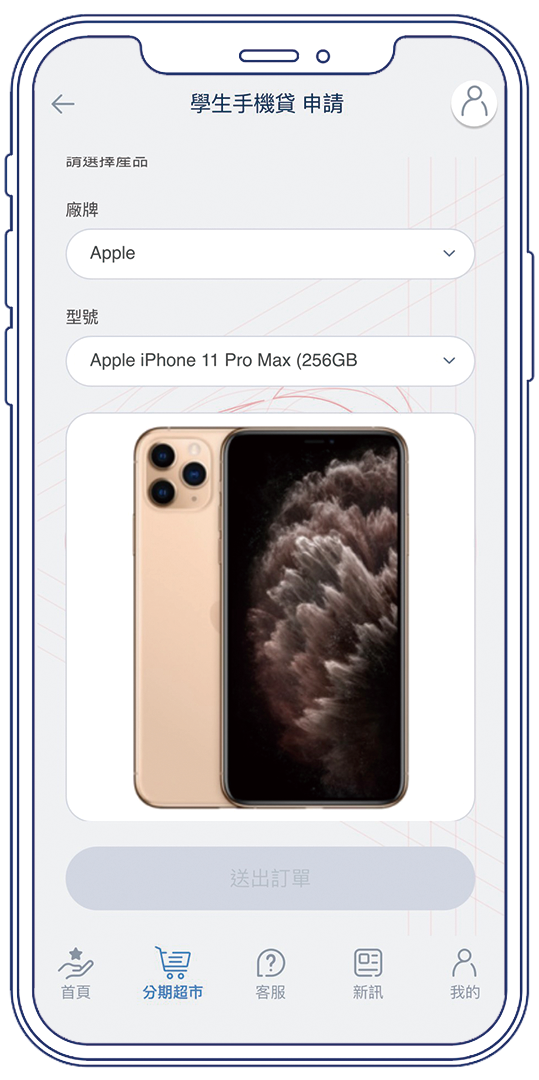 學生手機貸 申請
請選擇產品
廠牌
Apple
型號
Apple iPhone 11 Pro Max (256GB
送出訂單
首頁
分期超市
客服
新訊
我的